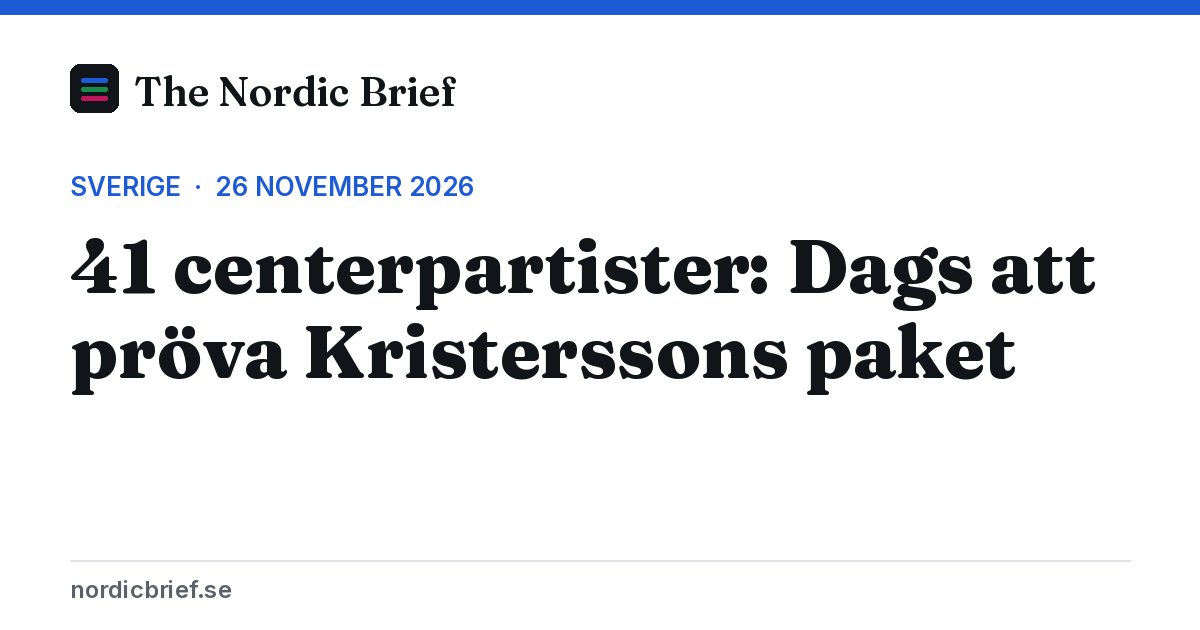 The Nordic Brief
SVERIGE · 26 NOVEMBER 2026
41 centerpartister: Dags att
pröva Kristerssons paket
nordicbrief.se